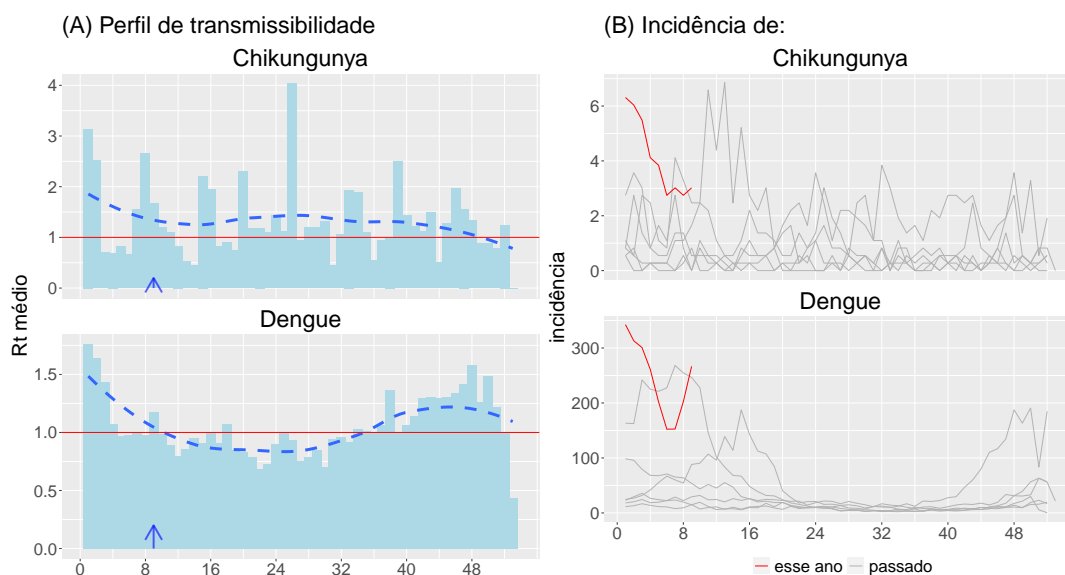 (A) Perfil de transmissibilidade
Chikungunya
4
3
2
1
0
Dengue
1.5
1.0
0.5
0.0
0 8 16 24 32 40 48
Rt médio
(B) Incidência de:
Chikungunya
6
4
2
0
Dengue
300
200
100
0
0 8 16 24 32 40 48
incidência
esse ano passado